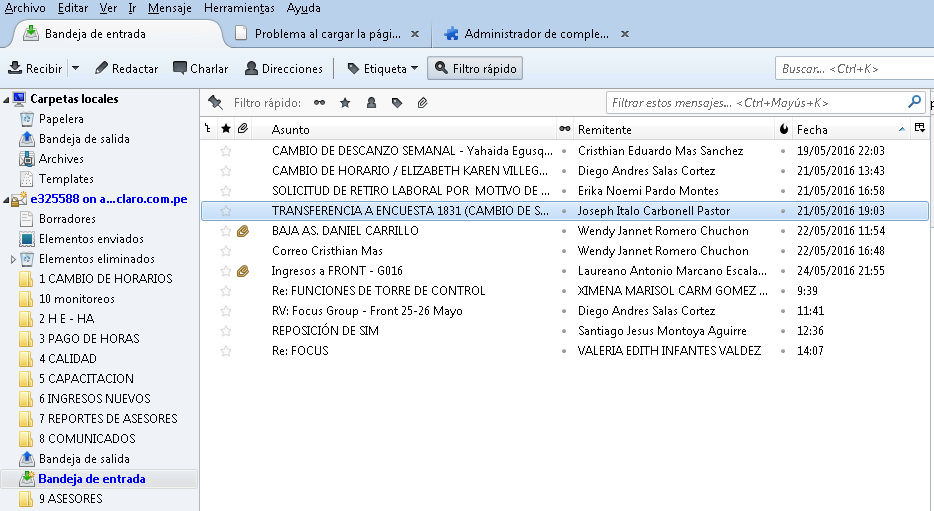 Archivo Editar Ver Ir Mensaje Herramientas Ayuda
Bandeja de entrada Problema al cargar la pági... Administrador de comple...
Recibir Redactar Charlar Direcciones Etiqueta Filtro rápido Buscar... <Ctrl+K>
Carpetas locales
Papelera
Bandeja de salida
Archives
Templates
e325588 on a...claro.com.pe
Borradores
Elementos enviados
Elementos eliminados
1 CAMBIO DE HORARIOS
10 monitoreos
2 H E - HA
3 PAGO DE HORAS
4 CALIDAD
5 CAPACITACION
6 INGRESOS NUEVOS
7 REPORTES DE ASESORES
8 COMUNICADOS
Bandeja de salida
Bandeja de entrada
9 ASESORES
Filtro rápido: Filtrar estos mensajes... <Ctrl+Mayús+K>
Asunto Remitente Fecha
CAMBIO DE DESCANZO SEMANAL - Yahaida Egusq... Cristhian Eduardo Mas Sanchez 19/05/2016 22:03
CAMBIO DE HORARIO / ELIZABETH KAREN VILLEG... Diego Andres Salas Cortez 21/05/2016 13:43
SOLICITUD DE RETIRO LABORAL POR MOTIVO DE ... Erika Noemi Pardo Montes 21/05/2016 16:58
TRANSFERENCIA A ENCUESTA 1831 (CAMBIO DE S... Joseph Italo Carbonell Pastor 21/05/2016 19:03
BAJA AS. DANIEL CARRILLO Wendy Jannet Romero Chuchon 22/05/2016 11:54
Correo Cristhian Mas Wendy Jannet Romero Chuchon 22/05/2016 16:48
Ingresos a FRONT - G016 Laureano Antonio Marcano Escala... 24/05/2016 21:55
Re: FUNCIONES DE TORRE DE CONTROL XIMENA MARISOL CARM GOMEZ ... 9:39
RV: Focus Group - Front 25-26 Mayo Diego Andres Salas Cortez 11:41
REPOSICIÓN DE SIM Santiago Jesus Montoya Aguirre 12:36
Re: FOCUS VALERIA EDITH INFANTES VALDEZ 14:07